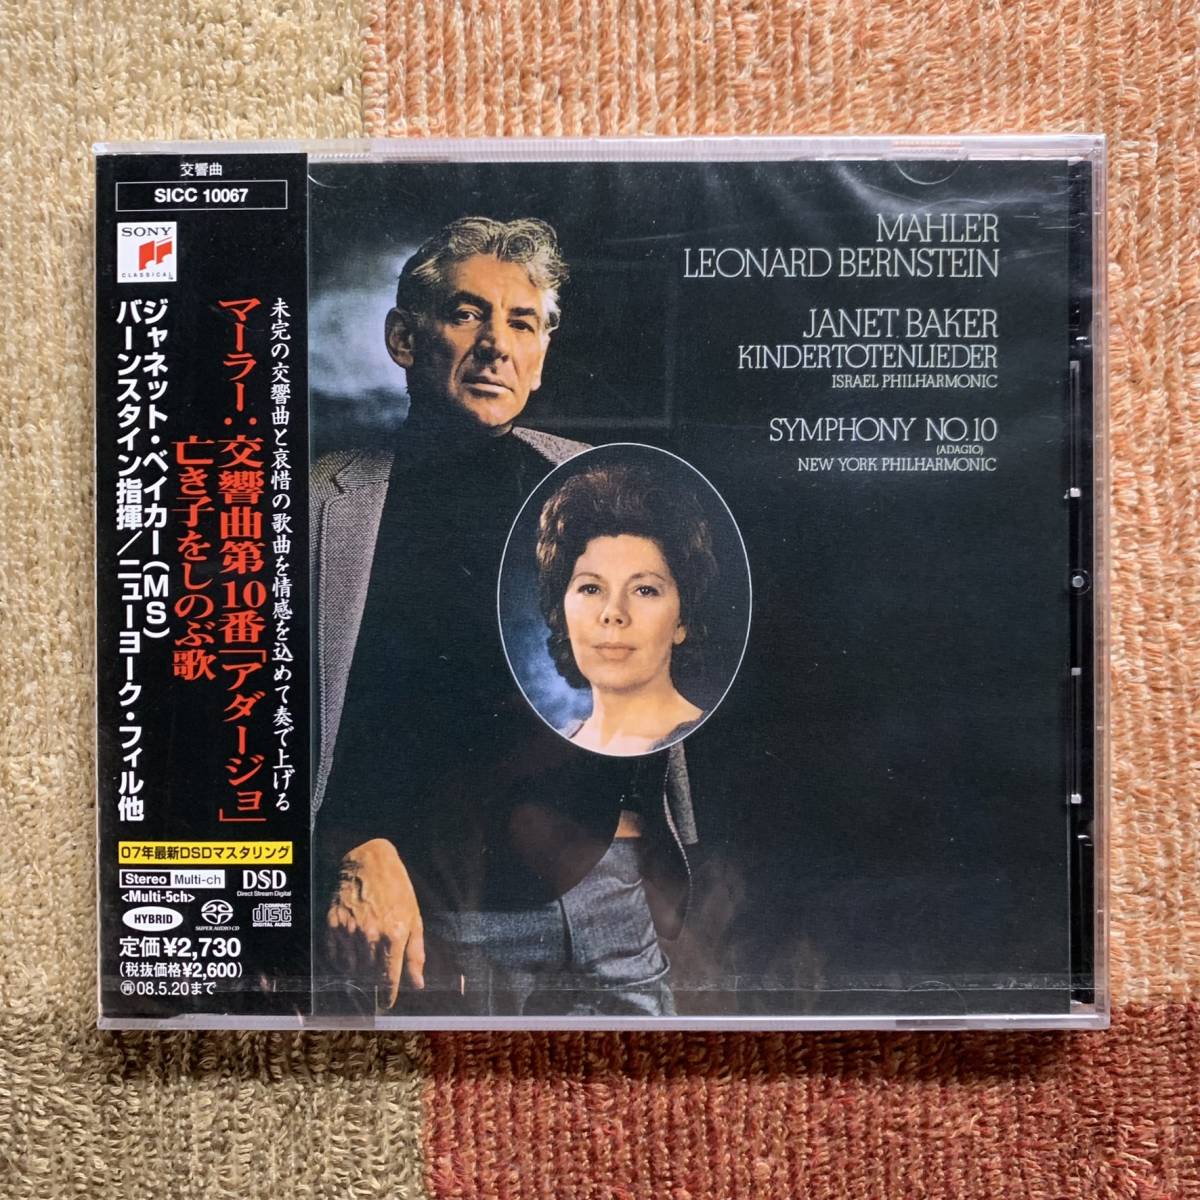 交響曲
SICC 10067
SONY
CLASSICAL
未完の交響曲と哀惜の歌曲を情感を込めて奏で上げる
マーラー：交響曲第10番「アダージョ」
亡き子をしのぶ歌
ジャネット・ベイカー（MS）
バーンスタイン指揮／ニューヨーク・フィル他
07年最新DSDマスタリング
Stereo Multi-ch
<Multi-5ch>
DSD
Direct Stream Digital
HYBRID
SUPER AUDIO CD
COMPACT
disc
DIGITAL AUDIO
定価¥2,730
（税抜価格¥2,600）
再08.5.20まで
MAHLER
LEONARD BERNSTEIN
JANET BAKER
KINDERTOTENLIEDER
ISRAEL PHILHARMONIC
SYMPHONY NO.10
(ADAGIO)
NEW YORK PHILHARMONIC